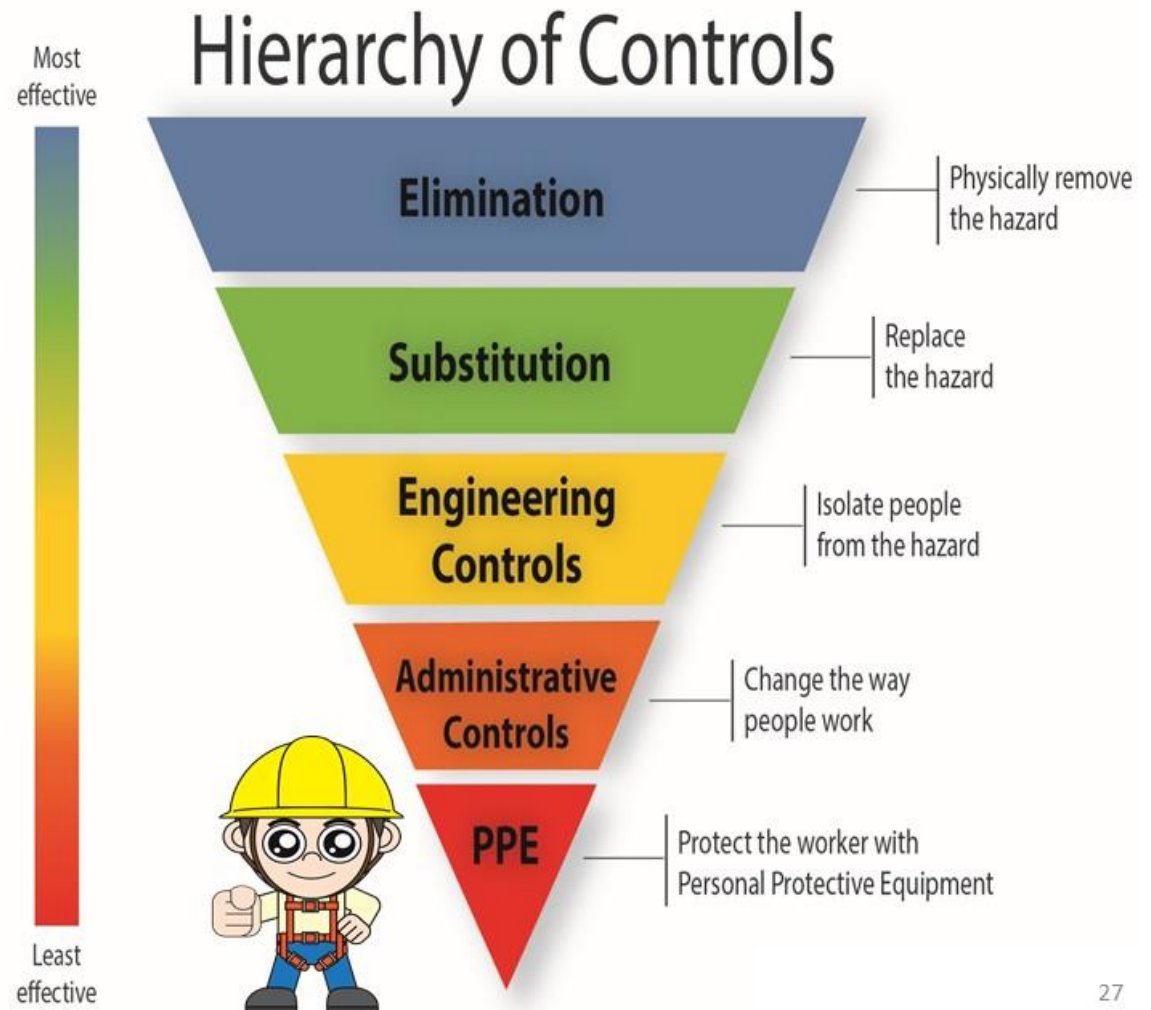 Hierarchy of Controls
Most
effective
Elimination
Physically remove
the hazard
Substitution
Replace
the hazard
Engineering
Controls
Isolate people
from the hazard
Administrative
Controls
Change the way
people work
PPE
Protect the worker with
Personal Protective Equipment
Least
effective
27